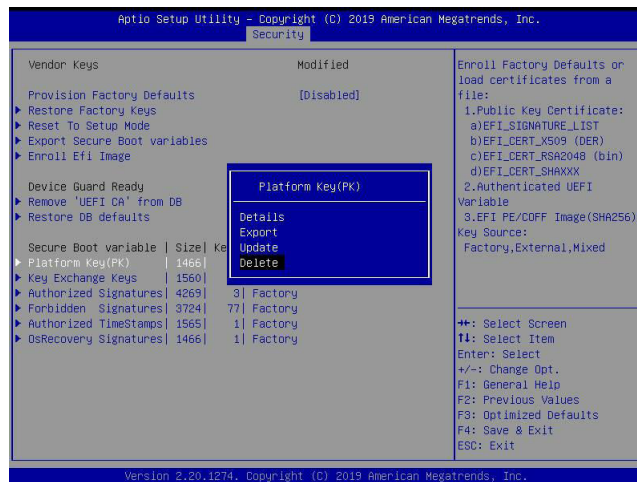 Aptio Setup Utility – Copyright (C) 2019 American Megatrends, Inc.
Security
Vendor Keys Modified
Provision Factory Defaults [Disabled]
Restore Factory Keys
Reset To Setup Mode
Export Secure Boot variables
Enroll Efi Image
Device Guard Ready
Remove 'UEFI CA' from DB
Restore DB defaults
Secure Boot variable | Size| Ke
Platform Key(PK) | 1466|
Key Exchange Keys | 1560|
Authorized Signatures| 4269| 3| Factory
Forbidden Signatures| 3724| 77| Factory
Authorized TimeStamps| 1565| 1| Factory
OsRecovery Signatures| 1466| 1| Factory
Platform Key(PK)
Details
Export
Update
Delete
Enroll Factory Defaults or
load certificates from a
file:
1.Public Key Certificate:
a)EFI_SIGNATURE_LIST
b)EFI_CERT_X509 (DER)
c)EFI_CERT_RSA2048 (bin)
d)EFI_CERT_SHAXXX
2.Authenticated UEFI
Variable
3.EFI PE/COFF Image(SHA256)
Key Source:
Factory,External,Mixed
→←: Select Screen
↑↓: Select Item
Enter: Select
+/-: Change Opt.
F1: General Help
F2: Previous Values
F3: Optimized Defaults
F4: Save & Exit
ESC: Exit
Version 2.20.1274. Copyright (C) 2019 American Megatrends, Inc.